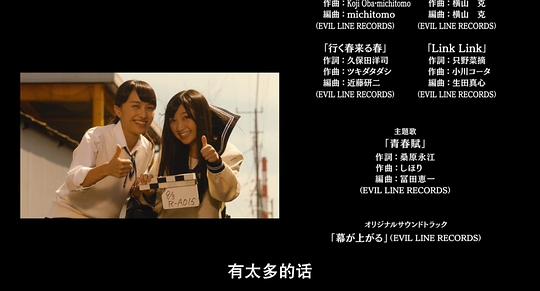 作曲：Koji Oba・michitomo
編曲：michitomo
(EVIL LINE RECORDS)
作曲：横山　克
編曲：横山　克
(EVIL LINE RECORDS)
「行く春来る春」
作詞：久保田洋司
作曲：ツキダタダシ
編曲：近藤研二
(EVIL LINE RECORDS)
「Link Link」
作詞：只野菜摘
作曲：小川コータ
編曲：生田真心
(EVIL LINE RECORDS)
主題歌
「青春賦」
作詞：桑原永江
作曲：しほり
編曲：冨田恵一
(EVIL LINE RECORDS)
オリジナルサウンドトラック
「幕が上がる」(EVIL LINE RECORDS)
R-A015
有太多的话